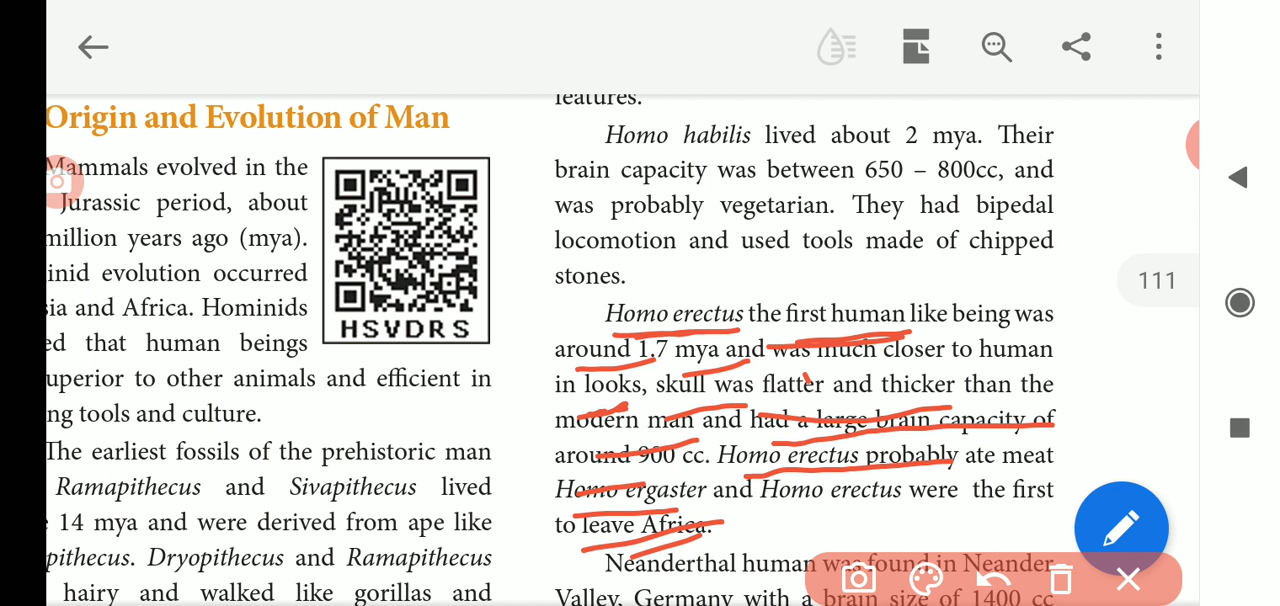 Origin and Evolution of Man
Mammals evolved in the
Jurassic period, about
million years ago (mya).
inid evolution occurred
sia and Africa. Hominids
ed that human beings
uperior to other animals and efficient in
ng tools and culture.
The earliest fossils of the prehistoric man
Ramapithecus and Sivapithecus lived
14 mya and were derived from ape like
pithecus. Dryopithecus and Ramapithecus
hairy and walked like gorillas and
HSVDRS
features.
Homo habilis lived about 2 mya. Their
brain capacity was between 650 – 800cc, and
was probably vegetarian. They had bipedal
locomotion and used tools made of chipped
stones.
Homo erectus the first human like being was
around 1.7 mya and was much closer to human
in looks, skull was flatter and thicker than the
modern man and had a large brain capacity of
around 900 cc. Homo erectus probably ate meat
Homo ergaster and Homo erectus were the first
to leave Africa.
Neanderthal human was found in Neander
Valley, Germany with a brain size of 1400 cc
111